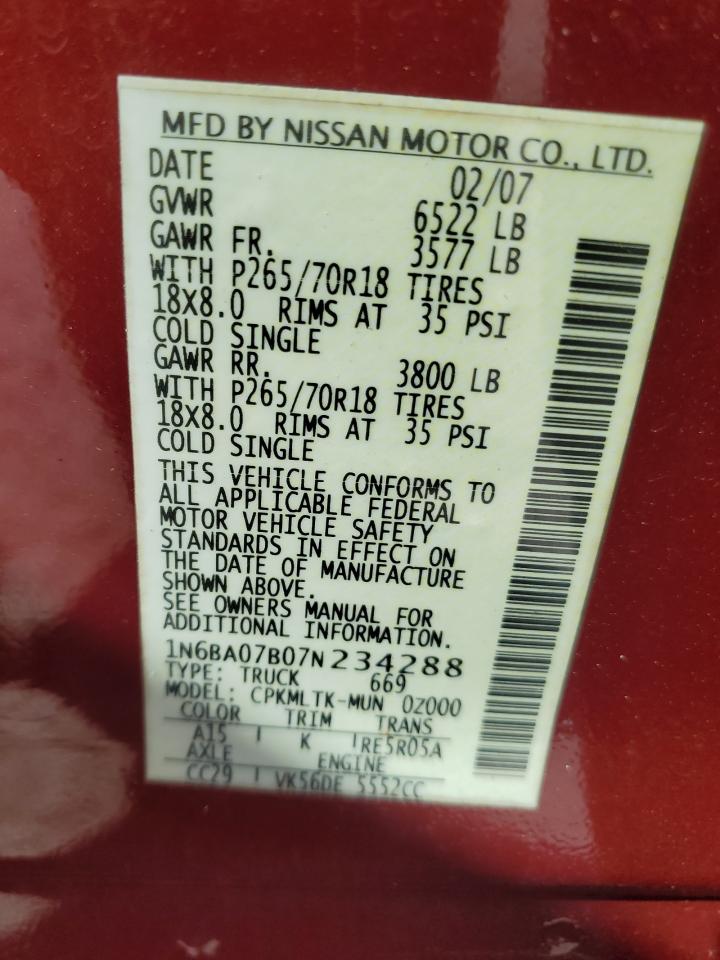 MFD BY NISSAN MOTOR CO., LTD.
DATE 02/07
GVWR 6522 LB
GAWR FR. 3577 LB
WITH P265/70R18 TIRES
18X8.0 RIMS AT 35 PSI
COLD SINGLE
GAWR RR. 3800 LB
WITH P265/70R18 TIRES
18X8.0 RIMS AT 35 PSI
COLD SINGLE
THIS VEHICLE CONFORMS TO
ALL APPLICABLE FEDERAL
MOTOR VEHICLE SAFETY
STANDARDS IN EFFECT ON
THE DATE OF MANUFACTURE
SHOWN ABOVE.
SEE OWNERS MANUAL FOR
ADDITIONAL INFORMATION.
1N6BA07B07N234288
TYPE: TRUCK 669
MODEL: CPKMLTK-MUN 0Z000
COLOR TRIM TRANS
A15 K RE5R05A
AXLE ENGINE
CC29 VK56DE 5552CC